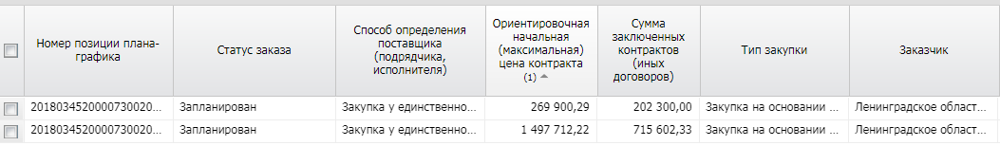 Номер позиции плана-
графика
Статус заказа
Способ определения
поставщика
(подрядчика,
исполнителя)
Ориентировочная
начальная
(максимальная)
цена контракта
(1)
Сумма
заключенных
контрактов
(иных
договоров)
Тип закупки
Заказчик
2018034520000730020... Запланирован Закупка у единственно... 269 900,29 202 300,00 Закупка на основании ... Ленинградское област...
2018034520000730020... Запланирован Закупка у единственно... 1 497 712,22 715 602,33 Закупка на основании ... Ленинградское област...